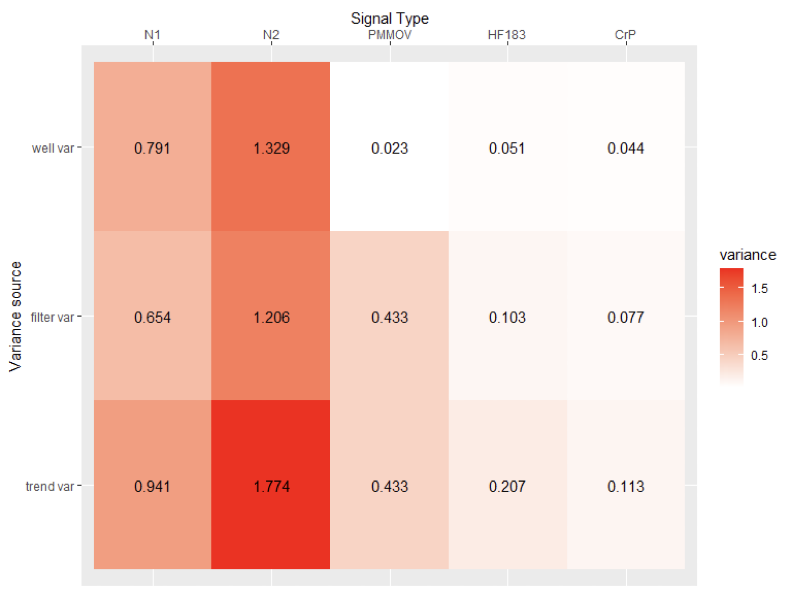 Signal Type
N1 N2 PMMOV HF183 CrP
well var 0.791 1.329 0.023 0.051 0.044
filter var 0.654 1.206 0.433 0.103 0.077
trend var 0.941 1.774 0.433 0.207 0.113
Variance source
variance
1.5
1.0
0.5